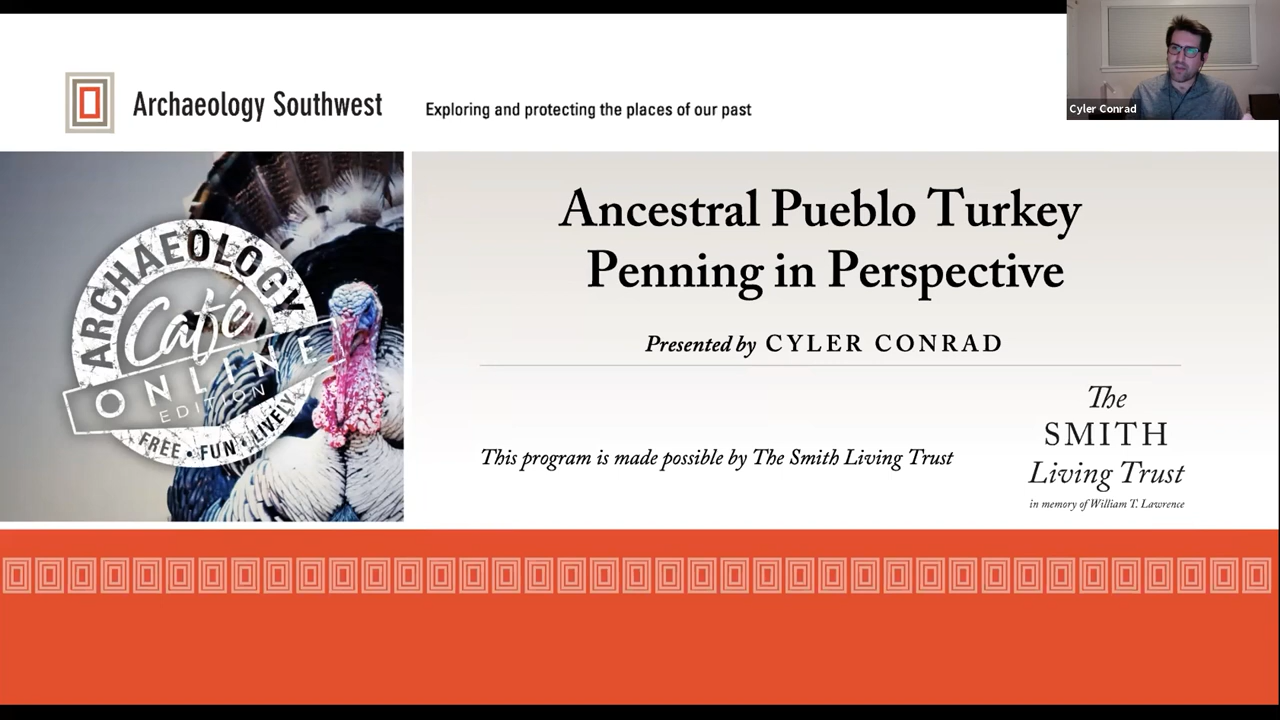 Archaeology Southwest
Exploring and protecting the places of our past
Cyler Conrad
ARCHAEOLOGY
Café
ONLINE
EDITION
FREE • FUN • LIVELY
Ancestral Pueblo Turkey
Penning in Perspective
Presented by CYLER CONRAD
This program is made possible by The Smith Living Trust
The
SMITH
Living Trust
in memory of William T. Lawrence